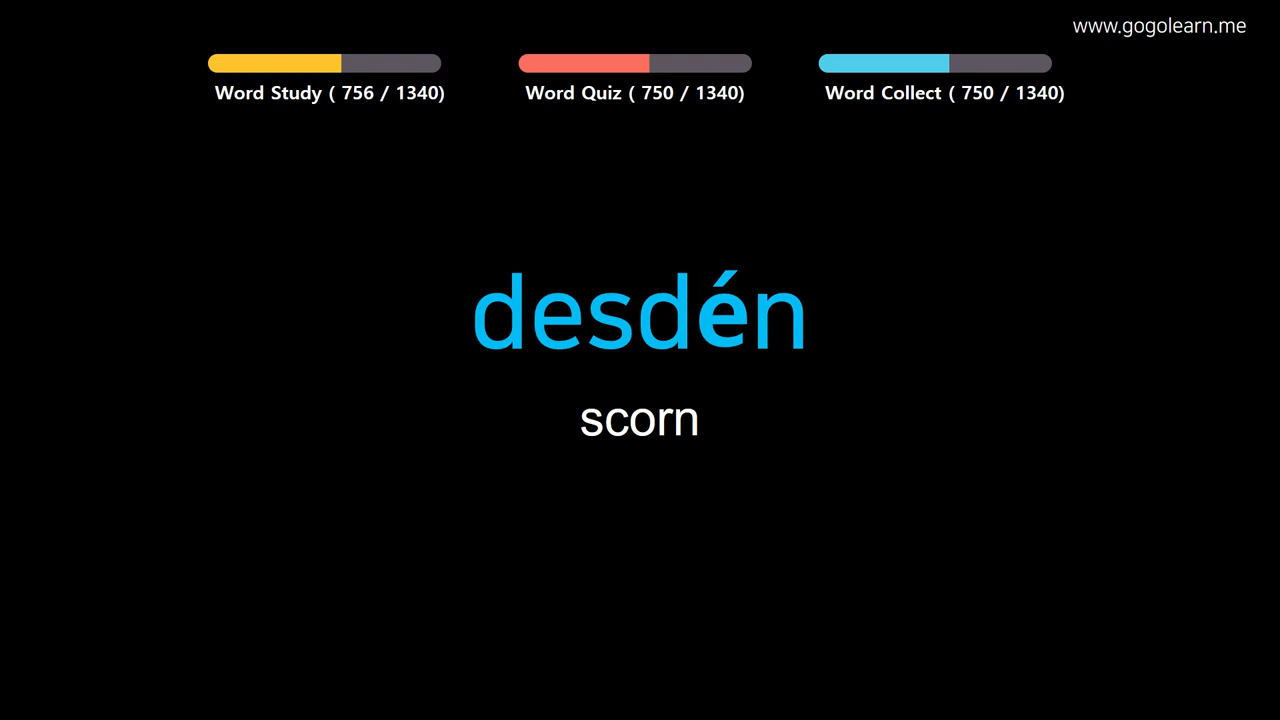 www.gogolearn.me
Word Study ( 756 / 1340)
Word Quiz ( 750 / 1340)
Word Collect ( 750 / 1340)
desdén
scorn